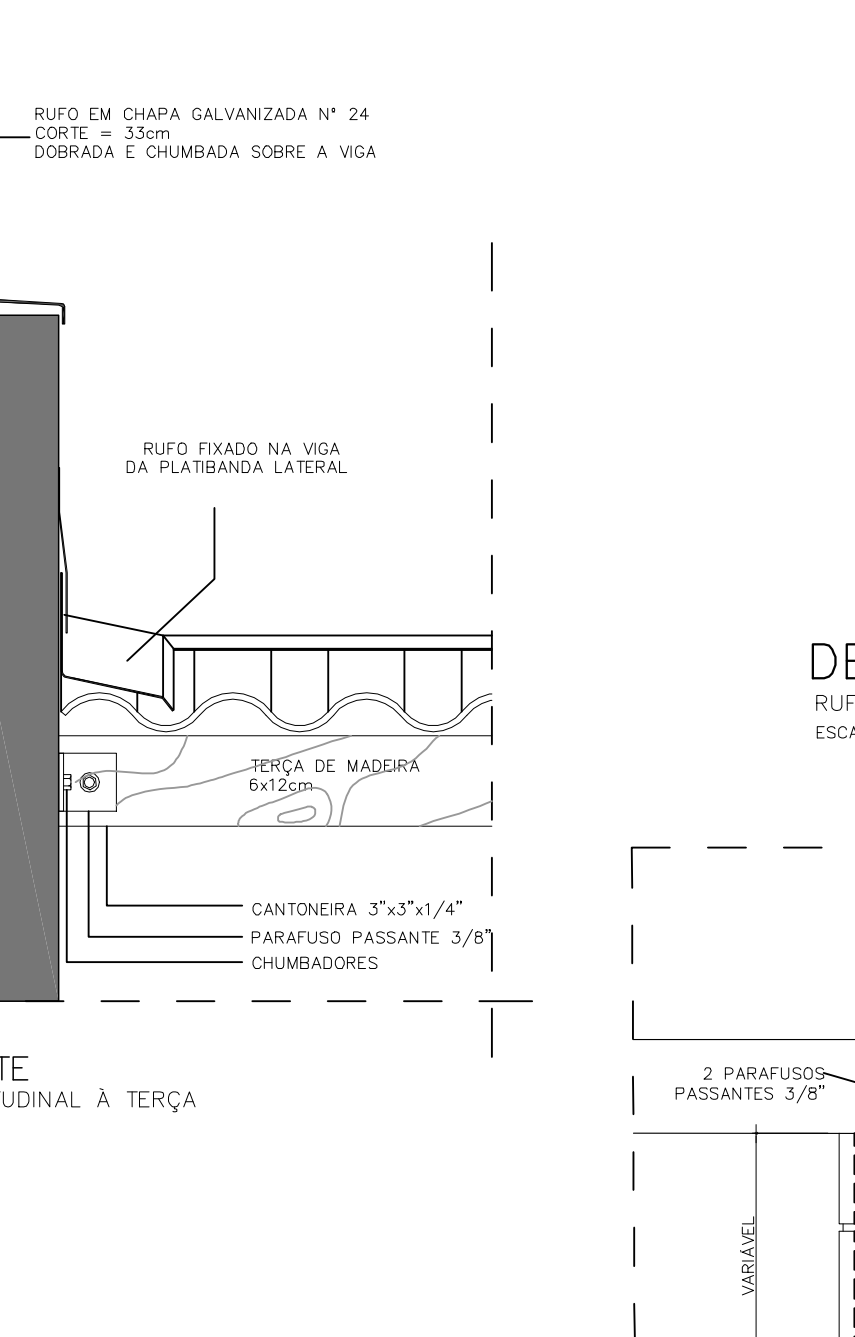 RUFO EM CHAPA GALVANIZADA N° 24
CORTE = 33cm
DOBRADA E CHUMBADA SOBRE A VIGA
RUFO FIXADO NA VIGA
DA PLATIBANDA LATERAL
TERÇA DE MADEIRA
6x12cm
CANTONEIRA 3"x3"x1/4"
PARAFUSO PASSANTE 3/8"
CHUMBADORES
TE
UDINAL À TERÇA
DE
RUF
ESCA
2 PARAFUSOS
PASSANTES 3/8"
VARIÁVEL